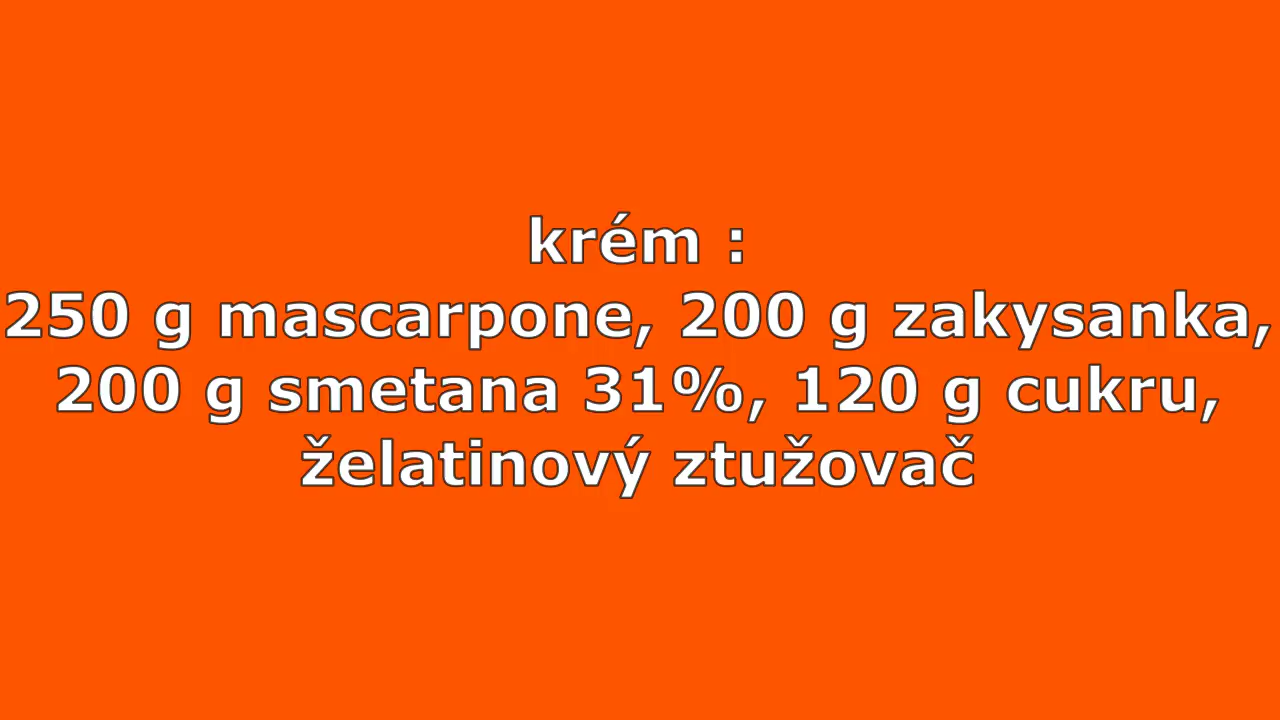 krém :
250 g mascarpone, 200 g zakysanka,
200 g smetana 31%, 120 g cukru,
želatinový ztužovač